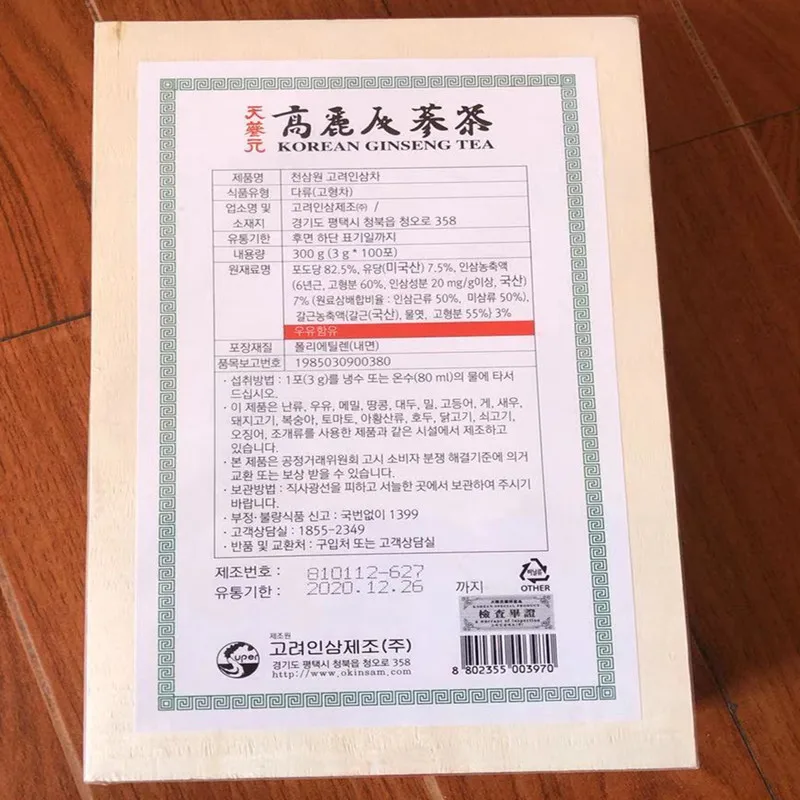 天蔘元
高麗人蔘茶
KOREAN GINSENG TEA
제품명 천삼원 고려인삼차
식품유형 다류(고형차)
업소명 및 고려인삼제조㈜ /
소재지 경기도 평택시 청북읍 청오로 358
유통기한 후면 하단 표기일까지
내용량 300 g (3 g * 100포)
원재료명 포도당 82.5%, 유당(미국산) 7.5%, 인삼농축액
(6년근, 고형분 60%, 인삼성분 20 mg/g이상, 국산)
7% (원료삼배합비율 : 인삼근류 50%, 미삼류 50%),
갈근농축액{갈근(국산), 물엿, 고형분 55%} 3%
우유함유
포장재질 폴리에틸렌(내면)
품목보고번호 1985030900380
· 섭취방법 : 1포(3 g)를 냉수 또는 온수(80 ml)의 물에 타서
드십시오.
· 이 제품은 난류, 우유, 메밀, 땅콩, 대두, 밀, 고등어, 게, 새우,
돼지고기, 복숭아, 토마토, 아황산류, 호두, 닭고기, 쇠고기,
오징어, 조개류를 사용한 제품과 같은 시설에서 제조하고
있습니다.
· 본 제품은 공정거래위원회 고시 소비자 분쟁 해결기준에 의거
교환 또는 보상 받을 수 있습니다.
· 보관방법 : 직사광선을 피하고 서늘한 곳에서 보관하여 주시기
바랍니다.
· 부정·불량식품 신고 : 국번없이 1399
· 고객상담실 : 1855-2349
· 반품 및 교환처 : 구입처 또는 고객상담실
제조번호 : 810112-627
유통기한 : 2020.12.26 까지
비닐류
OTHER
KOREAN SPECIAL PRODUCT
檢查畢證
a warrant of inspection
제조원
Super
고려인삼제조(주)
경기도 평택시 청북읍 청오로 358
http://www.okinsam.com
8 802355 003970